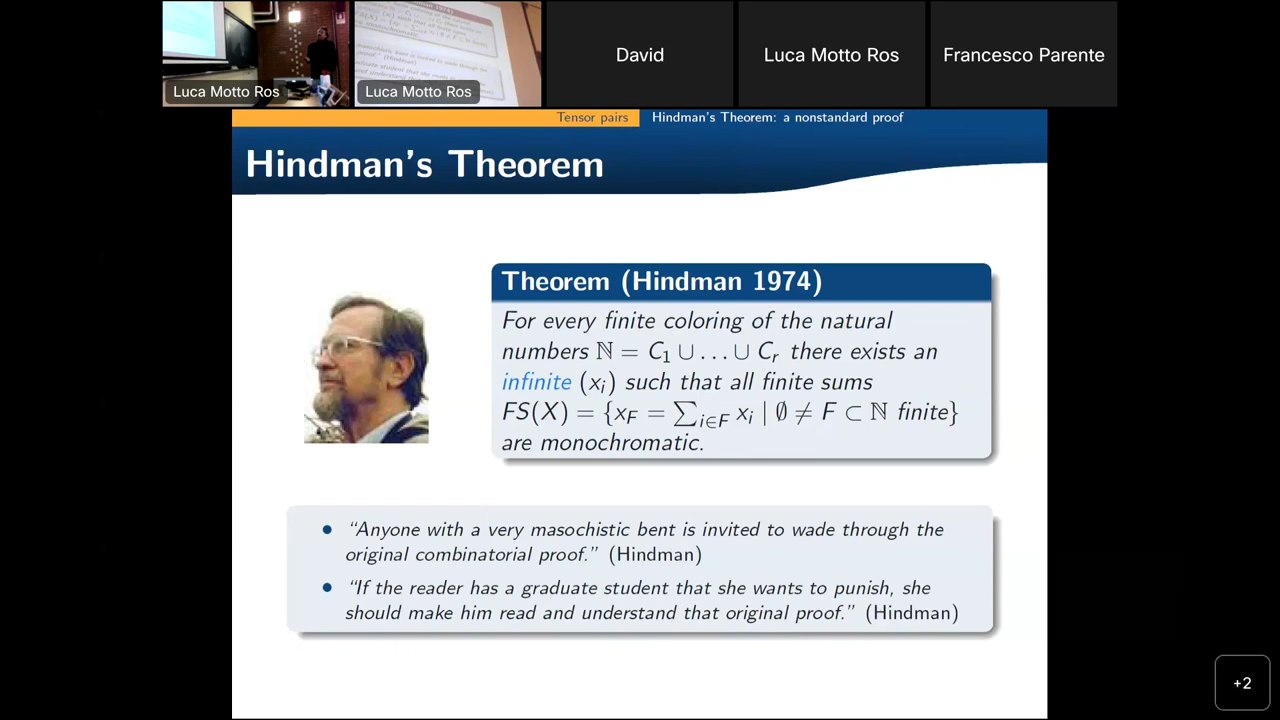 Luca Motto Ros
Luca Motto Ros
David
Luca Motto Ros
Francesco Parente
Tensor pairs
Hindman's Theorem: a nonstandard proof
Hindman's Theorem
Theorem (Hindman 1974)
For every finite coloring of the natural
numbers ℕ = C₁ ∪ … ∪ Cᵣ there exists an
infinite (xᵢ) such that all finite sums
FS(X) = {x_F = ∑_{i∈F} xᵢ | ∅ ≠ F ⊂ ℕ finite}
are monochromatic.
• “Anyone with a very masochistic bent is invited to wade through the
original combinatorial proof.” (Hindman)
• “If the reader has a graduate student that she wants to punish, she
should make him read and understand that original proof.” (Hindman)
+2